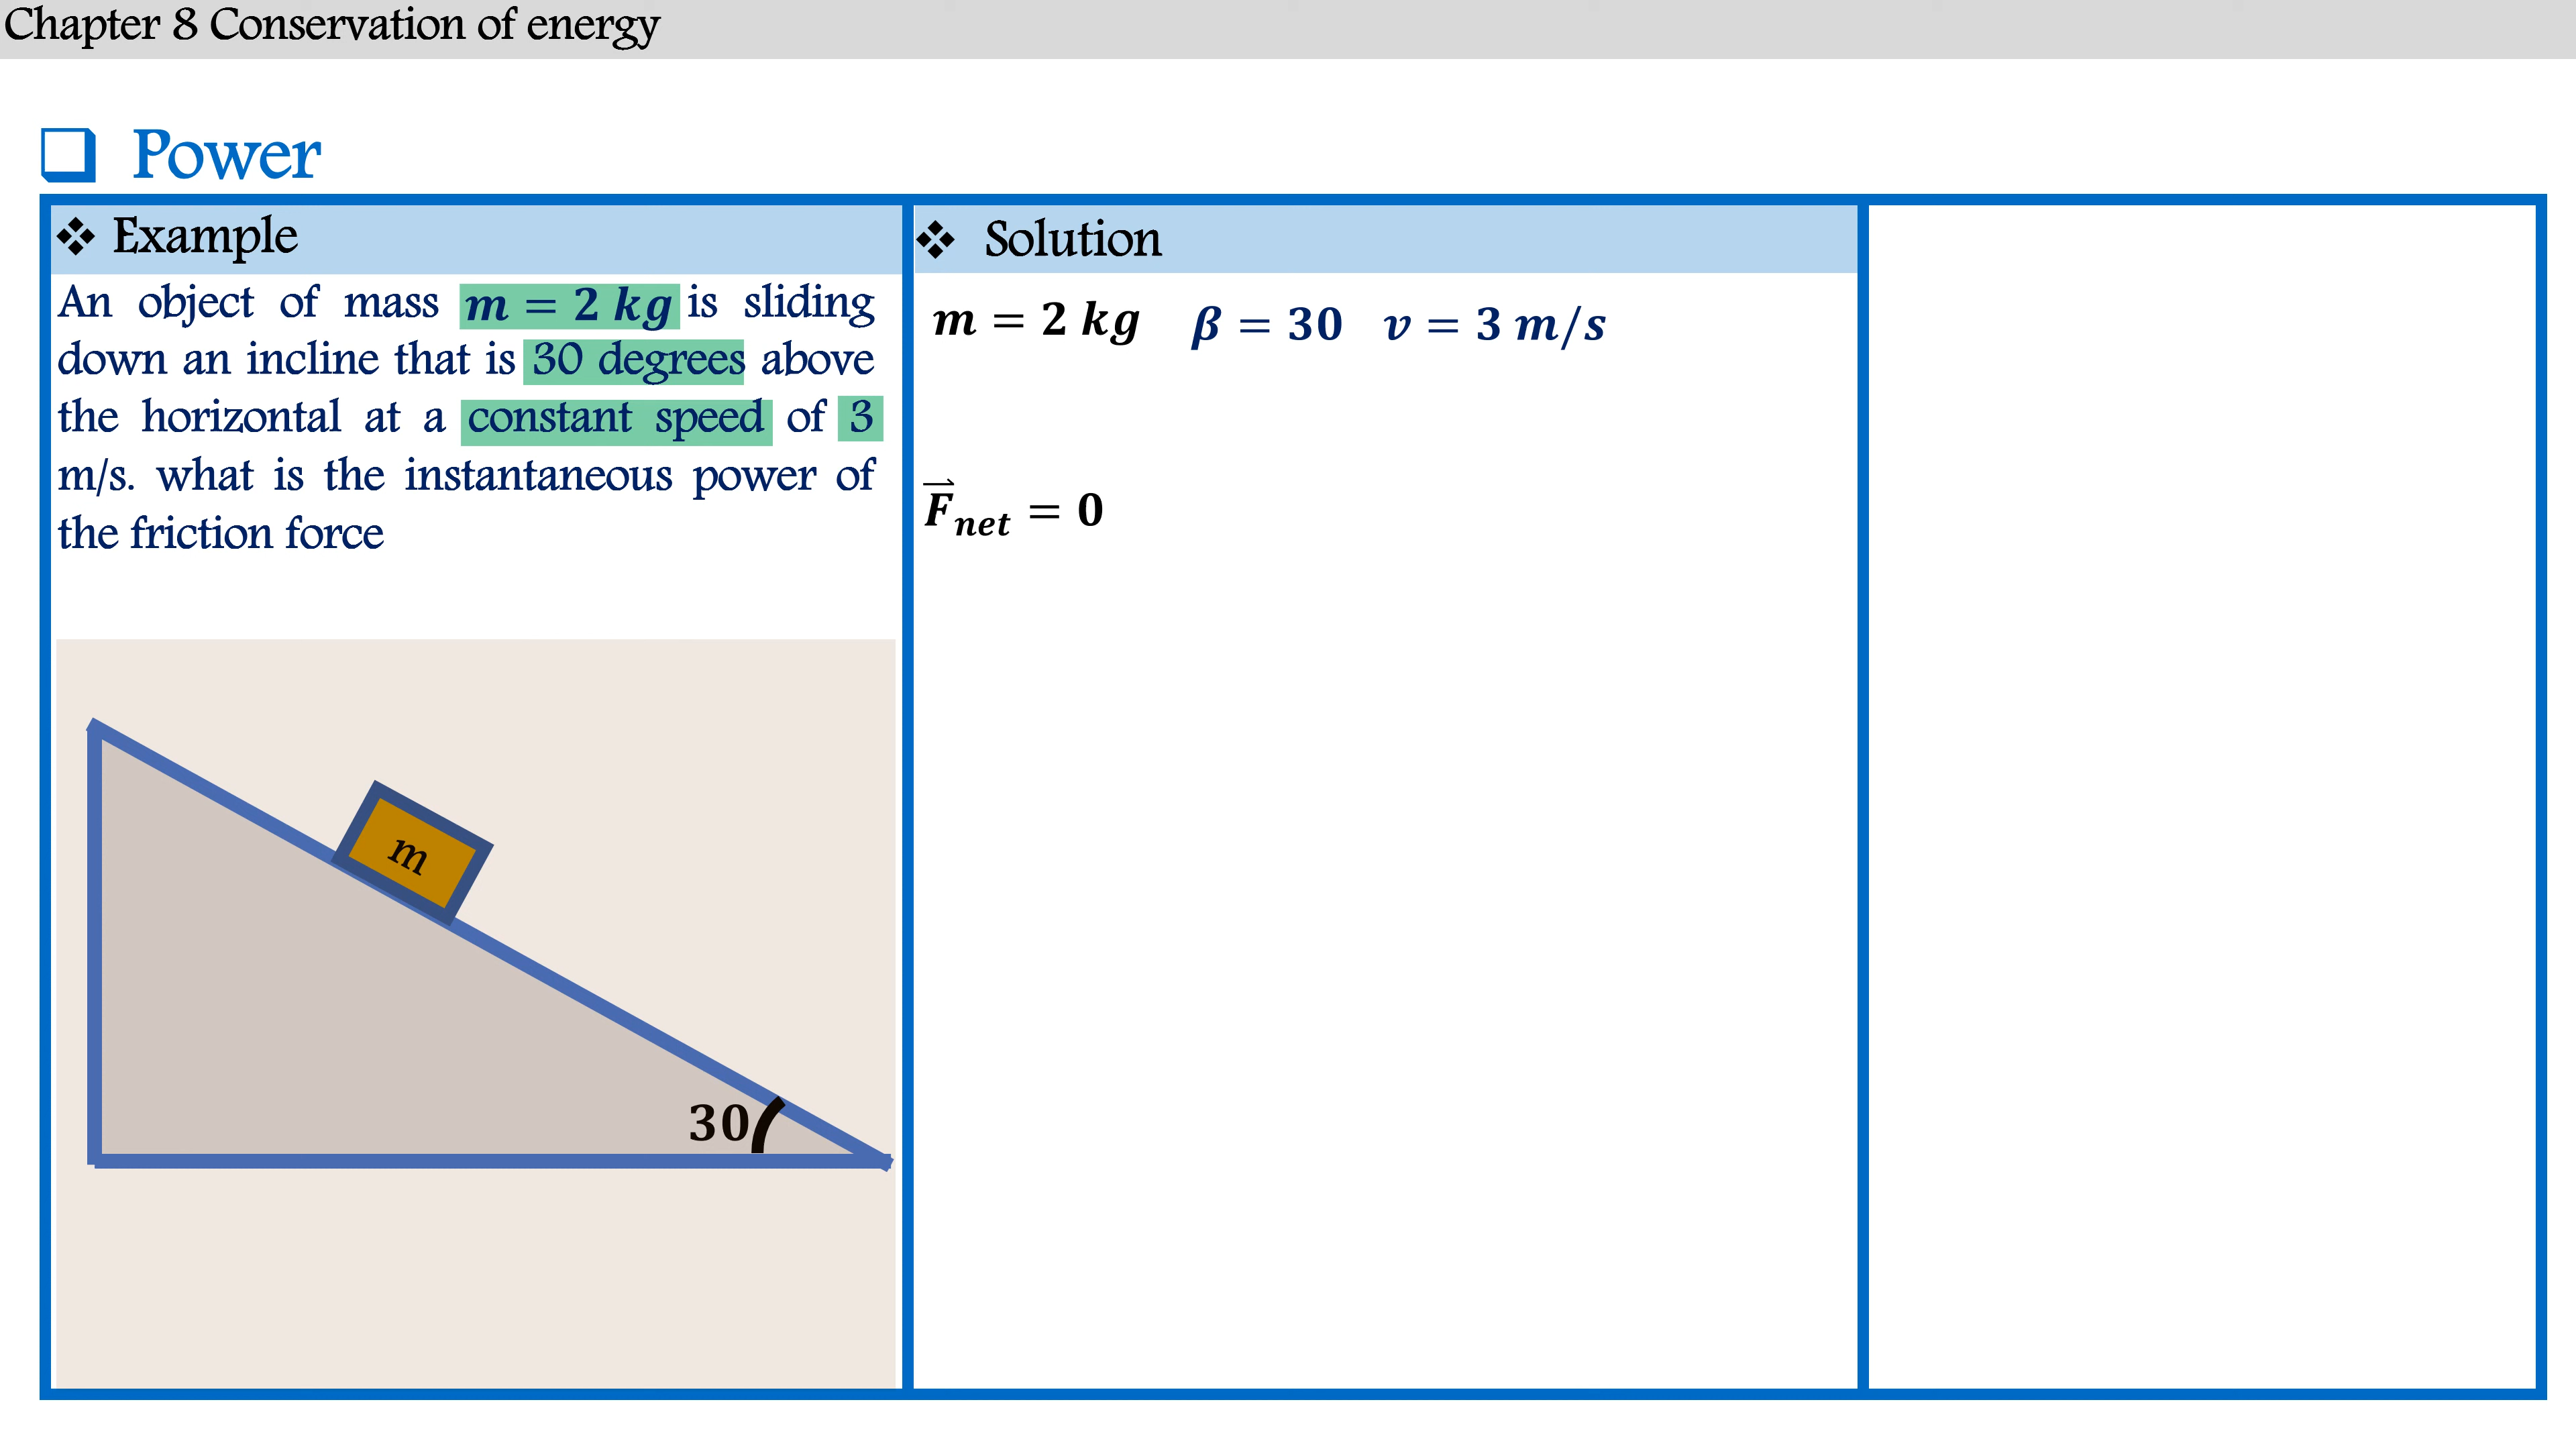 Chapter 8 Conservation of energy
Power
Example
An object of mass m = 2 kg is sliding
down an incline that is 30 degrees above
the horizontal at a constant speed of 3
m/s. what is the instantaneous power of
the friction force
m
30
Solution
m = 2 kg β = 30 v = 3 m/s
F⃗net = 0